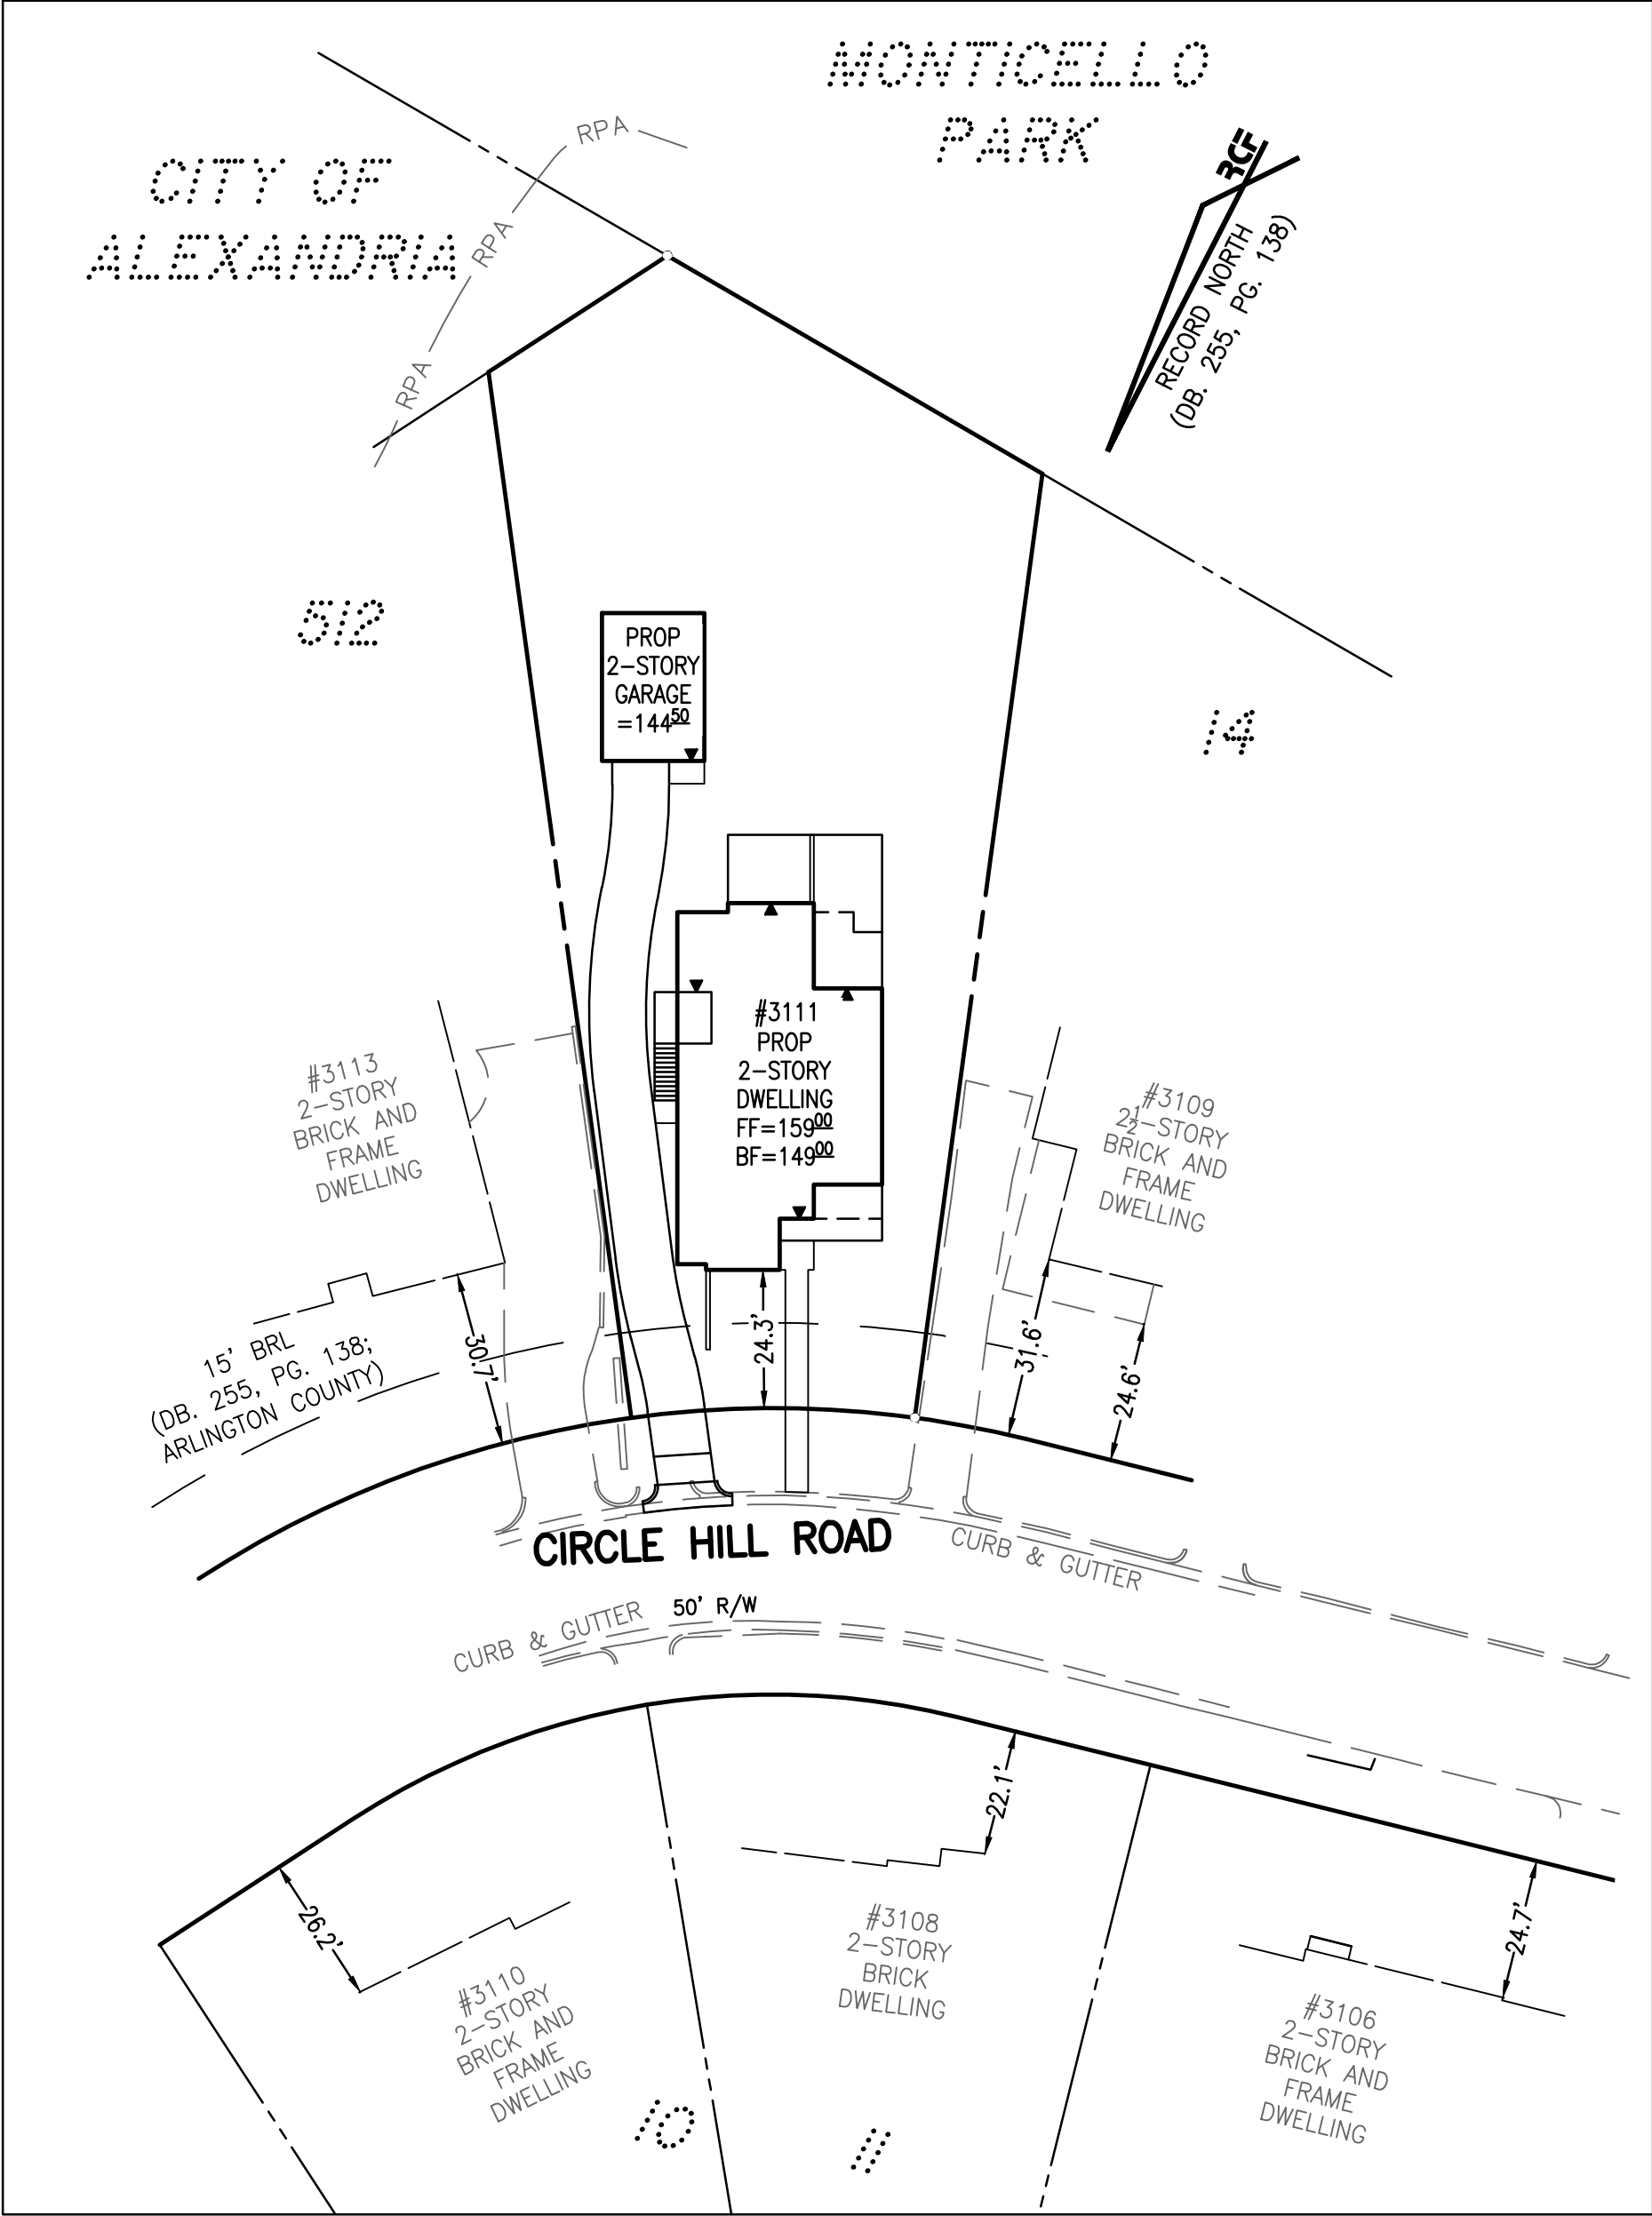 MONTICELLO
PARK
CITY OF
ALEXANDRIA
RPA
RPA
RPA
RCF
RECORD NORTH
(DB. 255, PG. 138)
512
14
PROP
2-STORY
GARAGE
=144⁵⁰
#3111
PROP
2-STORY
DWELLING
FF=159⁰⁰
BF=149⁰⁰
#3113
2-STORY
BRICK AND
FRAME
DWELLING
#3109
2½-STORY
BRICK AND
FRAME
DWELLING
15' BRL
(DB. 255, PG. 138;
ARLINGTON COUNTY)
30.7'
24.3'
31.6'
24.6'
CIRCLE HILL ROAD
CURB & GUTTER
50' R/W
CURB & GUTTER
22.1'
26.2'
24.7'
#3110
2-STORY
BRICK AND
FRAME
DWELLING
#3108
2-STORY
BRICK
DWELLING
#3106
2-STORY
BRICK AND
FRAME
DWELLING
10
11